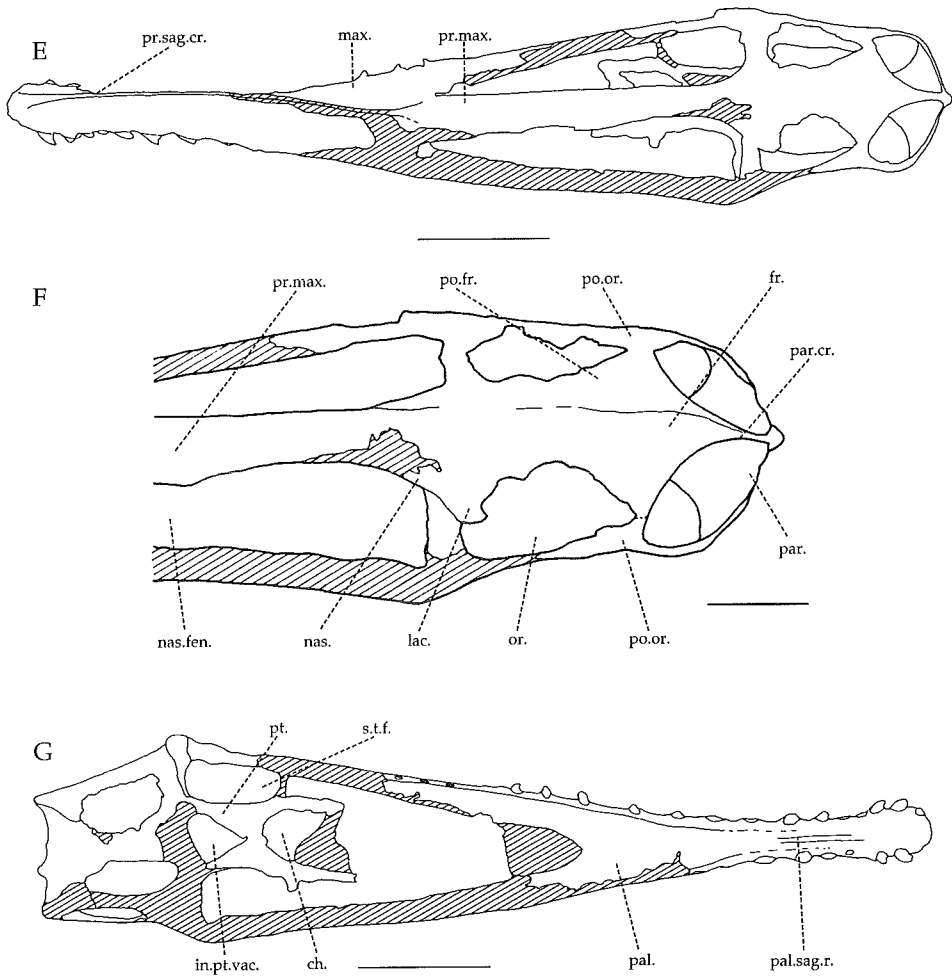 E
pr.sag.cr. max. pr.max.
F
pr.max. po.fr. po.or. fr.
par.cr.
par.
nas.fen. nas. lac. or. po.or.
G
pt. s.t.f.
in.pt.vac. ch. pal. pal.sag.r.